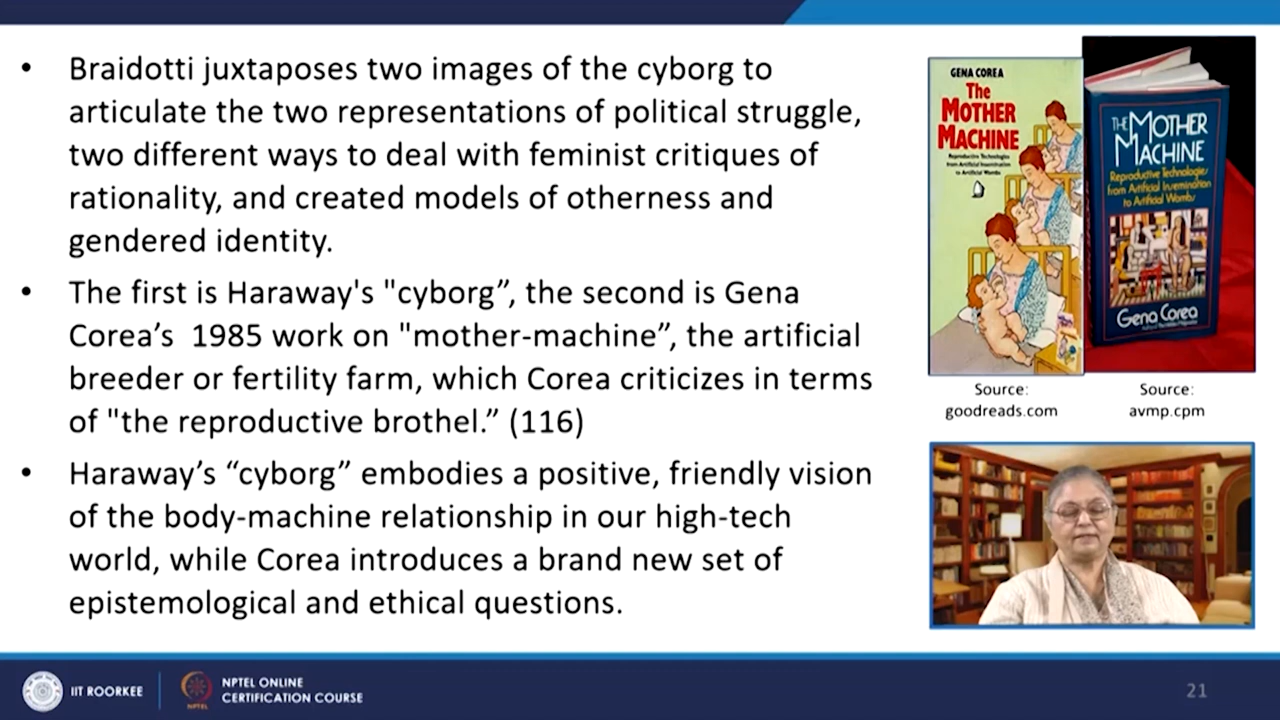 • Braidotti juxtaposes two images of the cyborg to
articulate the two representations of political struggle,
two different ways to deal with feminist critiques of
rationality, and created models of otherness and
gendered identity.
• The first is Haraway's "cyborg”, the second is Gena
Corea’s 1985 work on "mother-machine”, the artificial
breeder or fertility farm, which Corea criticizes in terms
of "the reproductive brothel.” (116)
• Haraway’s “cyborg” embodies a positive, friendly vision
of the body-machine relationship in our high-tech
world, while Corea introduces a brand new set of
epistemological and ethical questions.
GENA COREA
The
MOTHER
MACHINE
Reproductive Technologies
from Artificial Insemination
to Artificial Wombs
THE MOTHER
MACHINE
Reproductive Technologies
from Artificial Insemination
to Artificial Wombs
Gena Corea
Source:
goodreads.com
Source:
avmp.cpm
IIT ROORKEE
NPTEL
NPTEL ONLINE
CERTIFICATION COURSE
21